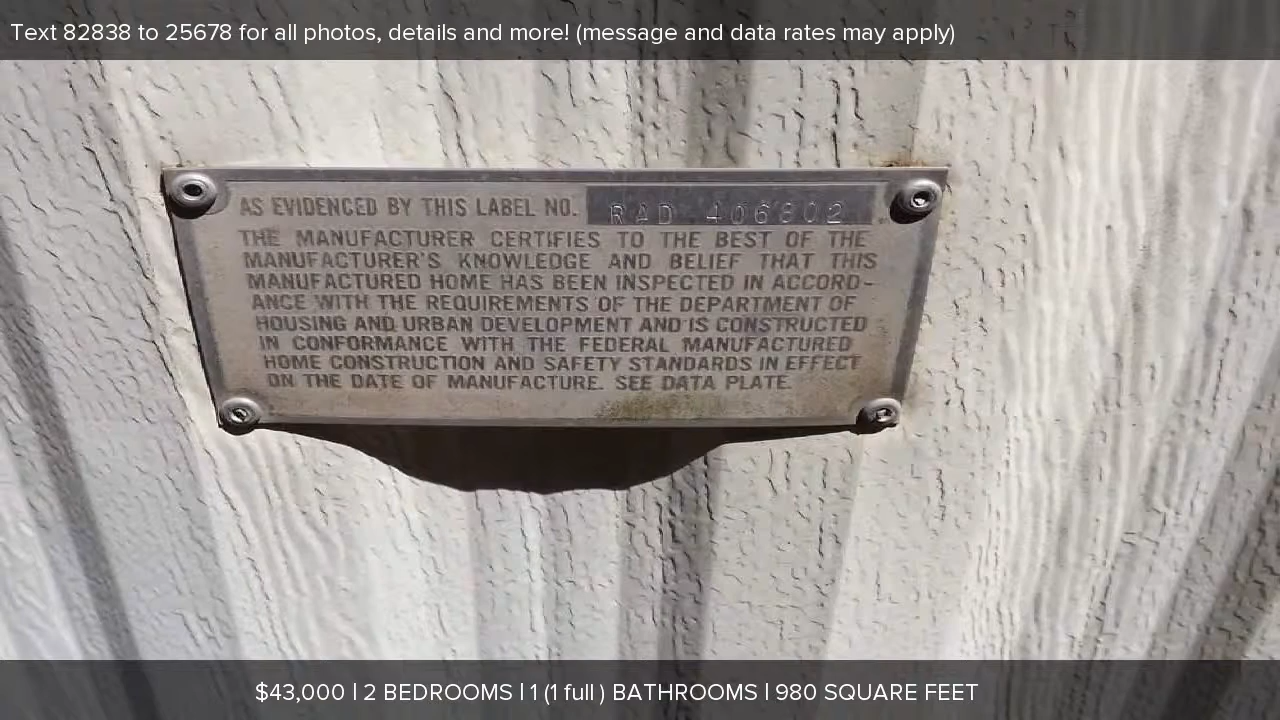 Text 82838 to 25678 for all photos, details and more! (message and data rates may apply)
AS EVIDENCED BY THIS LABEL NO. RAD 406802
THE MANUFACTURER CERTIFIES TO THE BEST OF THE
MANUFACTURER'S KNOWLEDGE AND BELIEF THAT THIS
MANUFACTURED HOME HAS BEEN INSPECTED IN ACCORD-
ANCE WITH THE REQUIREMENTS OF THE DEPARTMENT OF
HOUSING AND URBAN DEVELOPMENT AND IS CONSTRUCTED
IN CONFORMANCE WITH THE FEDERAL MANUFACTURED
HOME CONSTRUCTION AND SAFETY STANDARDS IN EFFECT
ON THE DATE OF MANUFACTURE. SEE DATA PLATE.
$43,000 | 2 BEDROOMS | 1 (1 full ) BATHROOMS | 980 SQUARE FEET